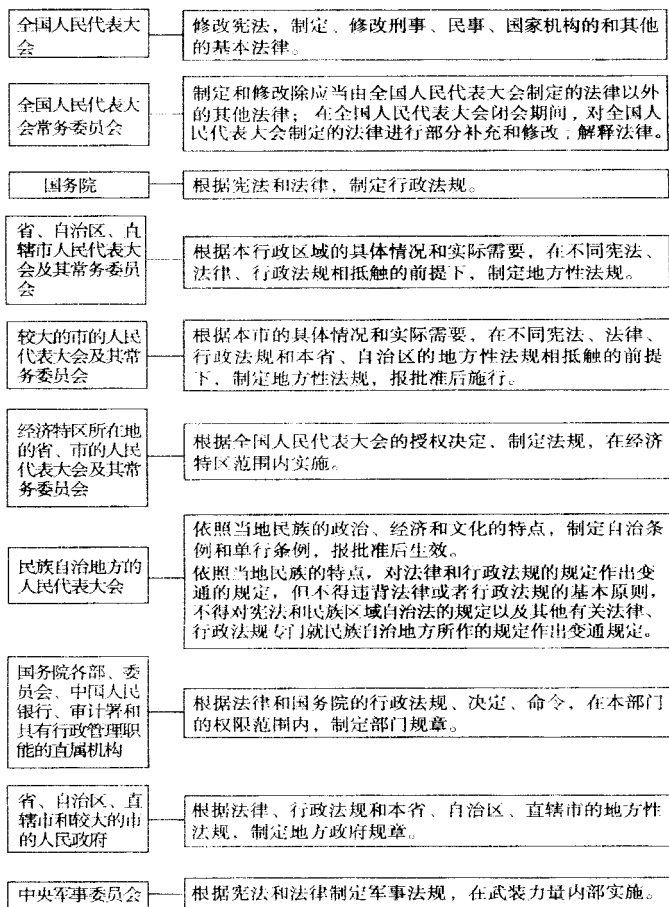 全国人民代表大
会
修改宪法，制定、修改刑事、民事、国家机构的和其他
的基本法律。
全国人民代表大
会常务委员会
制定和修改除应当由全国人民代表大会制定的法律以外
的其他法律；在全国人民代表大会闭会期间，对全国人
民代表大会制定的法律进行部分补充和修改；解释法律。
国务院
根据宪法和法律，制定行政法规。
省、自治区、直
辖市人民代表大
会及其常务委员
会
根据本行政区域的具体情况和实际需要，在不同宪法、
法律、行政法规相抵触的前提下，制定地方性法规。
较大的市的人民
代表大会及其常
务委员会
根据本市的具体情况和实际需要，在不同宪法、法律、
行政法规和本省、自治区的地方性法规相抵触的前提
下，制定地方性法规，报批准后施行。
经济特区所在地
的省、市的人民
代表大会及其常
务委员会
根据全国人民代表大会的授权决定，制定法规，在经济
特区范围内实施。
民族自治地方的
人民代表大会
依照当地民族的政治、经济和文化的特点，制定自治条
例和单行条例，报批准后生效。
依照当地民族的特点，对法律和行政法规的规定作出变
通的规定，但不得违背法律或者行政法规的基本原则，
不得对宪法和民族区域自治法的规定以及其他有关法律、
行政法规专门就民族自治地方所作的规定作出变通规定。
国务院各部、委
员会、中国人民
银行、审计署和
具有行政管理职
能的直属机构
根据法律和国务院的行政法规、决定、命令，在本部门
的权限范围内，制定部门规章。
省、自治区、直
辖市和较大的市
的人民政府
根据法律、行政法规和本省、自治区、直辖市的地方性
法规，制定地方政府规章。
中央军事委员会
根据宪法和法律制定军事法规，在武装力量内部实施。